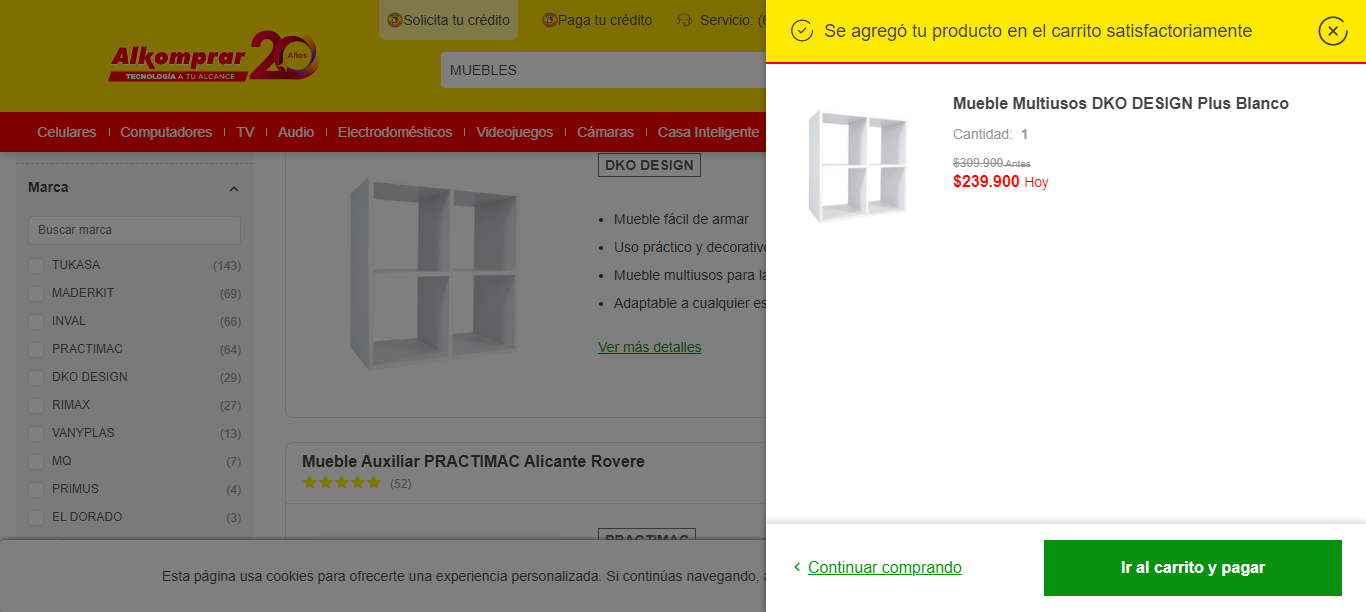 Solicita tu crédito
Paga tu crédito
Servicio: (6
Alkomprar 20 Años
TECNOLOGÍA A TU ALCANCE
MUEBLES
Celulares
Computadores
TV
Audio
Electrodomésticos
Videojuegos
Cámaras
Casa Inteligente
Marca
Buscar marca
TUKASA (143)
MADERKIT (69)
INVAL (66)
PRACTIMAC (64)
DKO DESIGN (29)
RIMAX (27)
VANYPLAS (13)
MQ (7)
PRIMUS (4)
EL DORADO (3)
DKO DESIGN
Mueble fácil de armar
Uso práctico y decorativo
Mueble multiusos para la
Adaptable a cualquier es
Ver más detalles
Mueble Auxiliar PRACTIMAC Alicante Rovere
(52)
PRACTIMAC
Esta página usa cookies para ofrecerte una experiencia personalizada. Si continúas navegando, a
Se agregó tu producto en el carrito satisfactoriamente
Mueble Multiusos DKO DESIGN Plus Blanco
Cantidad: 1
$309.900 Antes
$239.900 Hoy
Continuar comprando
Ir al carrito y pagar